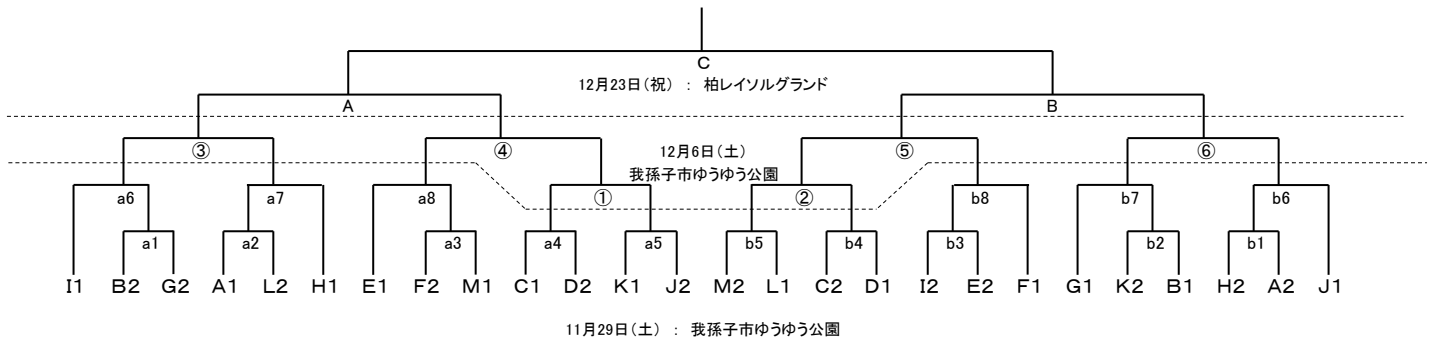 C
12月23日(祝) ： 柏レイソルグランド
A B
③ ④ 12月6日(土) ⑤ ⑥
我孫子市ゆうゆう公園
a6 a7 a8 ① ② b8 b7 b6
a1 a2 a3 a4 a5 b5 b4 b3 b2 b1
I1 B2 G2 A1 L2 H1 E1 F2 M1 C1 D2 K1 J2 M2 L1 C2 D1 I2 E2 F1 G1 K2 B1 H2 A2 J1
11月29日(土) ： 我孫子市ゆうゆう公園